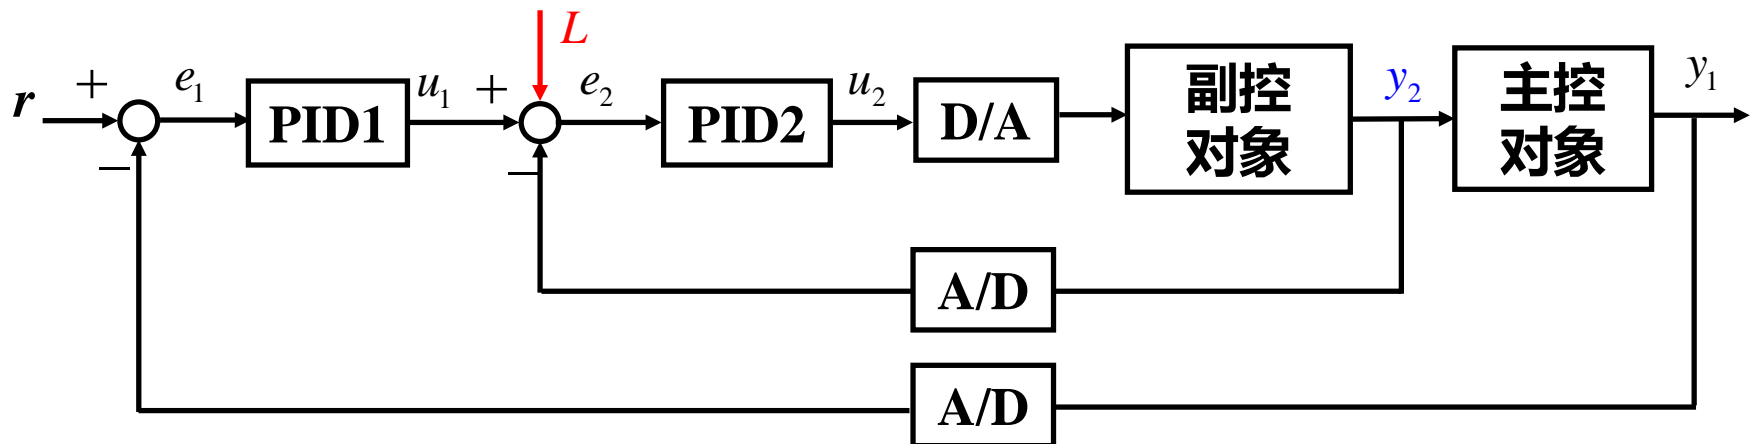 L
r + e₁ PID1 u₁ + e₂ PID2 u₂ D/A 副控 y₂ 主控 y₁
对象 对象
− −
A/D
A/D